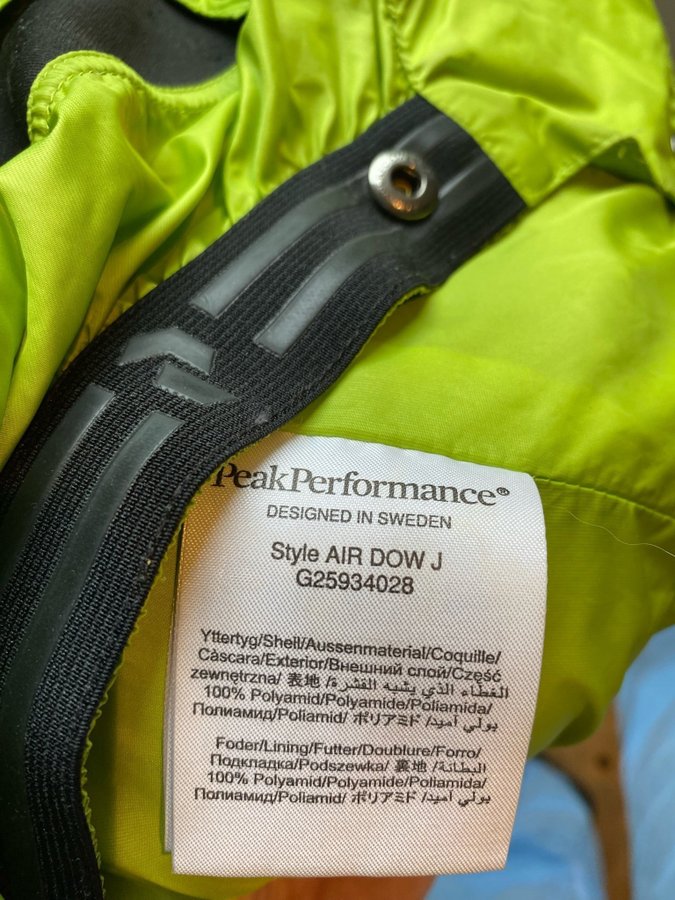 PeakPerformance®
DESIGNED IN SWEDEN
Style AIR DOW J
G25934028
Yttertyg/Shell/Aussenmaterial/Coquille/
Càscara/Exterior/Внешний слой/Część
zewnętrzna/ 表地 /الغطاء الذي يشبه القشرة
100% Polyamid/Polyamide/Poliamida/
Полиамид/Poliamid/ ポリアミド /بولي أميد
Foder/Lining/Futter/Doublure/Forro/
Подкладка/Podszewka/ 裏地 /البطانة
100% Polyamid/Polyamide/Poliamida/
Полиамид/Poliamid/ ポリアミド /بولي أميد